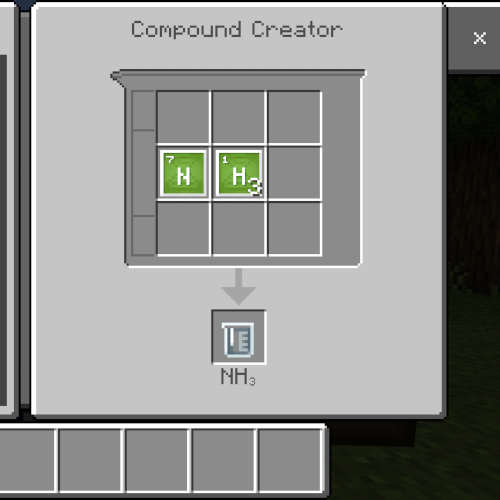 Compound Creator
×
7 N
1 H 3
E
NH₃